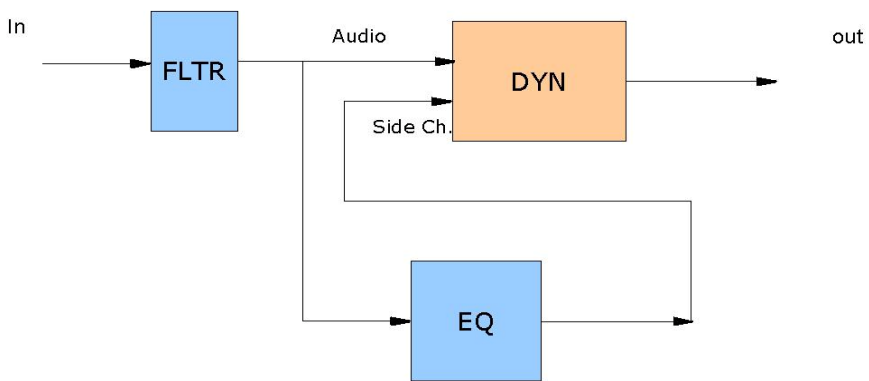 In
Audio
out
FLTR
DYN
Side Ch.
EQ